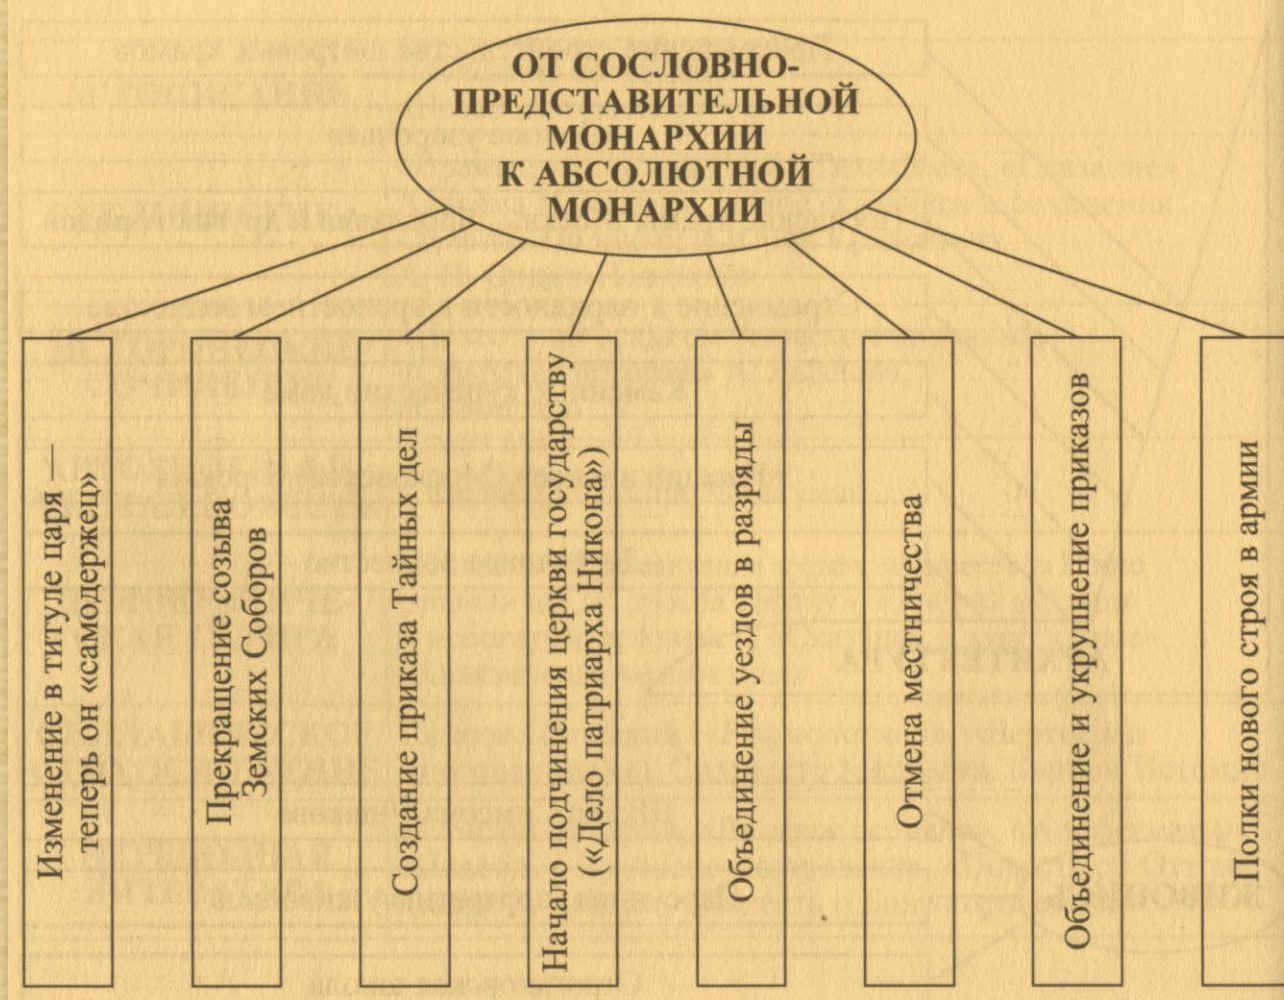 ОТ СОСЛОВНО-
ПРЕДСТАВИТЕЛЬНОЙ
МОНАРХИИ
К АБСОЛЮТНОЙ
МОНАРХИИ
Изменение в титуле царя —
теперь он «самодержец»
Прекращение созыва
Земских Соборов
Создание приказа Тайных дел
Начало подчинения церкви государству
(«Дело патриарха Никона»)
Объединение уездов в разряды
Отмена местничества
Объединение и укрупнение приказов
Полки нового строя в армии